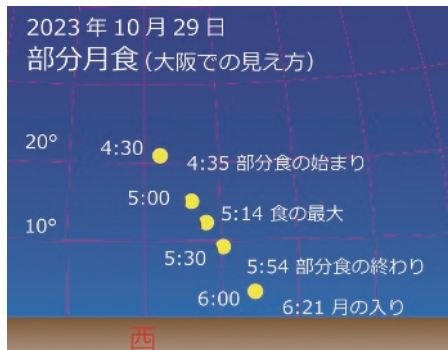 2023年10月29日
部分月食(大阪での見え方)
20°
4:30
4:35 部分食の始まり
5:00
5:14 食の最大
10°
5:30
5:54 部分食の終わり
6:00
6:21 月の入り
西